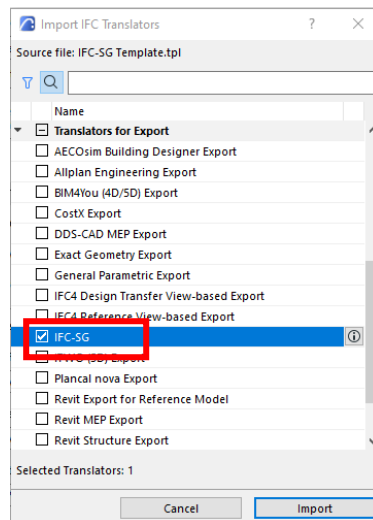 Import IFC Translators ?
Source file: IFC-SG Template.tpl
Name
Translators for Export
AECOsim Building Designer Export
Allplan Engineering Export
BIM4You (4D/5D) Export
CostX Export
DDS-CAD MEP Export
Exact Geometry Export
General Parametric Export
IFC4 Design Transfer View-based Export
IFC4 Reference View-based Export
IFC-SG
Export
Plancal nova Export
Revit Export for Reference Model
Revit MEP Export
Revit Structure Export
Selected Translators: 1
Cancel Import